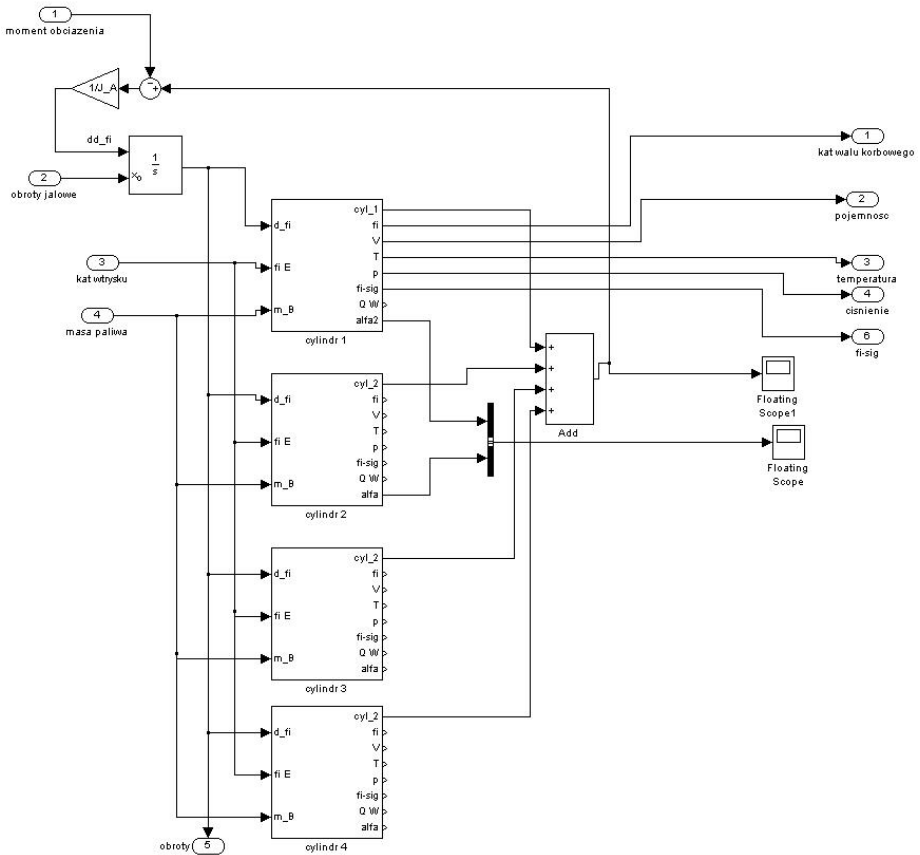 1
moment obciazenia
-
+
1/J_A
dd_fi
1
s
xo
2
obroty jalowe
1
kat walu korbowego
2
pojemnosc
3
kat wtrysku
4
masa paliwa
d_fi
fi E
m_B
cyl_1
fi
V
T
p
fi-sig
Q W
alfa2
cylindr 1
3
temperatura
4
cisnienie
6
fi-sig
+
+
+
+
Add
Floating
Scope1
Floating
Scope
d_fi
fi E
m_B
cyl_2
fi
V
T
p
fi-sig
Q W
alfa
cylindr 2
d_fi
fi E
m_B
cyl_2
fi
V
T
p
fi-sig
Q W
alfa
cylindr 3
d_fi
fi E
m_B
cyl_2
fi
V
T
p
fi-sig
Q W
alfa
cylindr 4
obroty
5